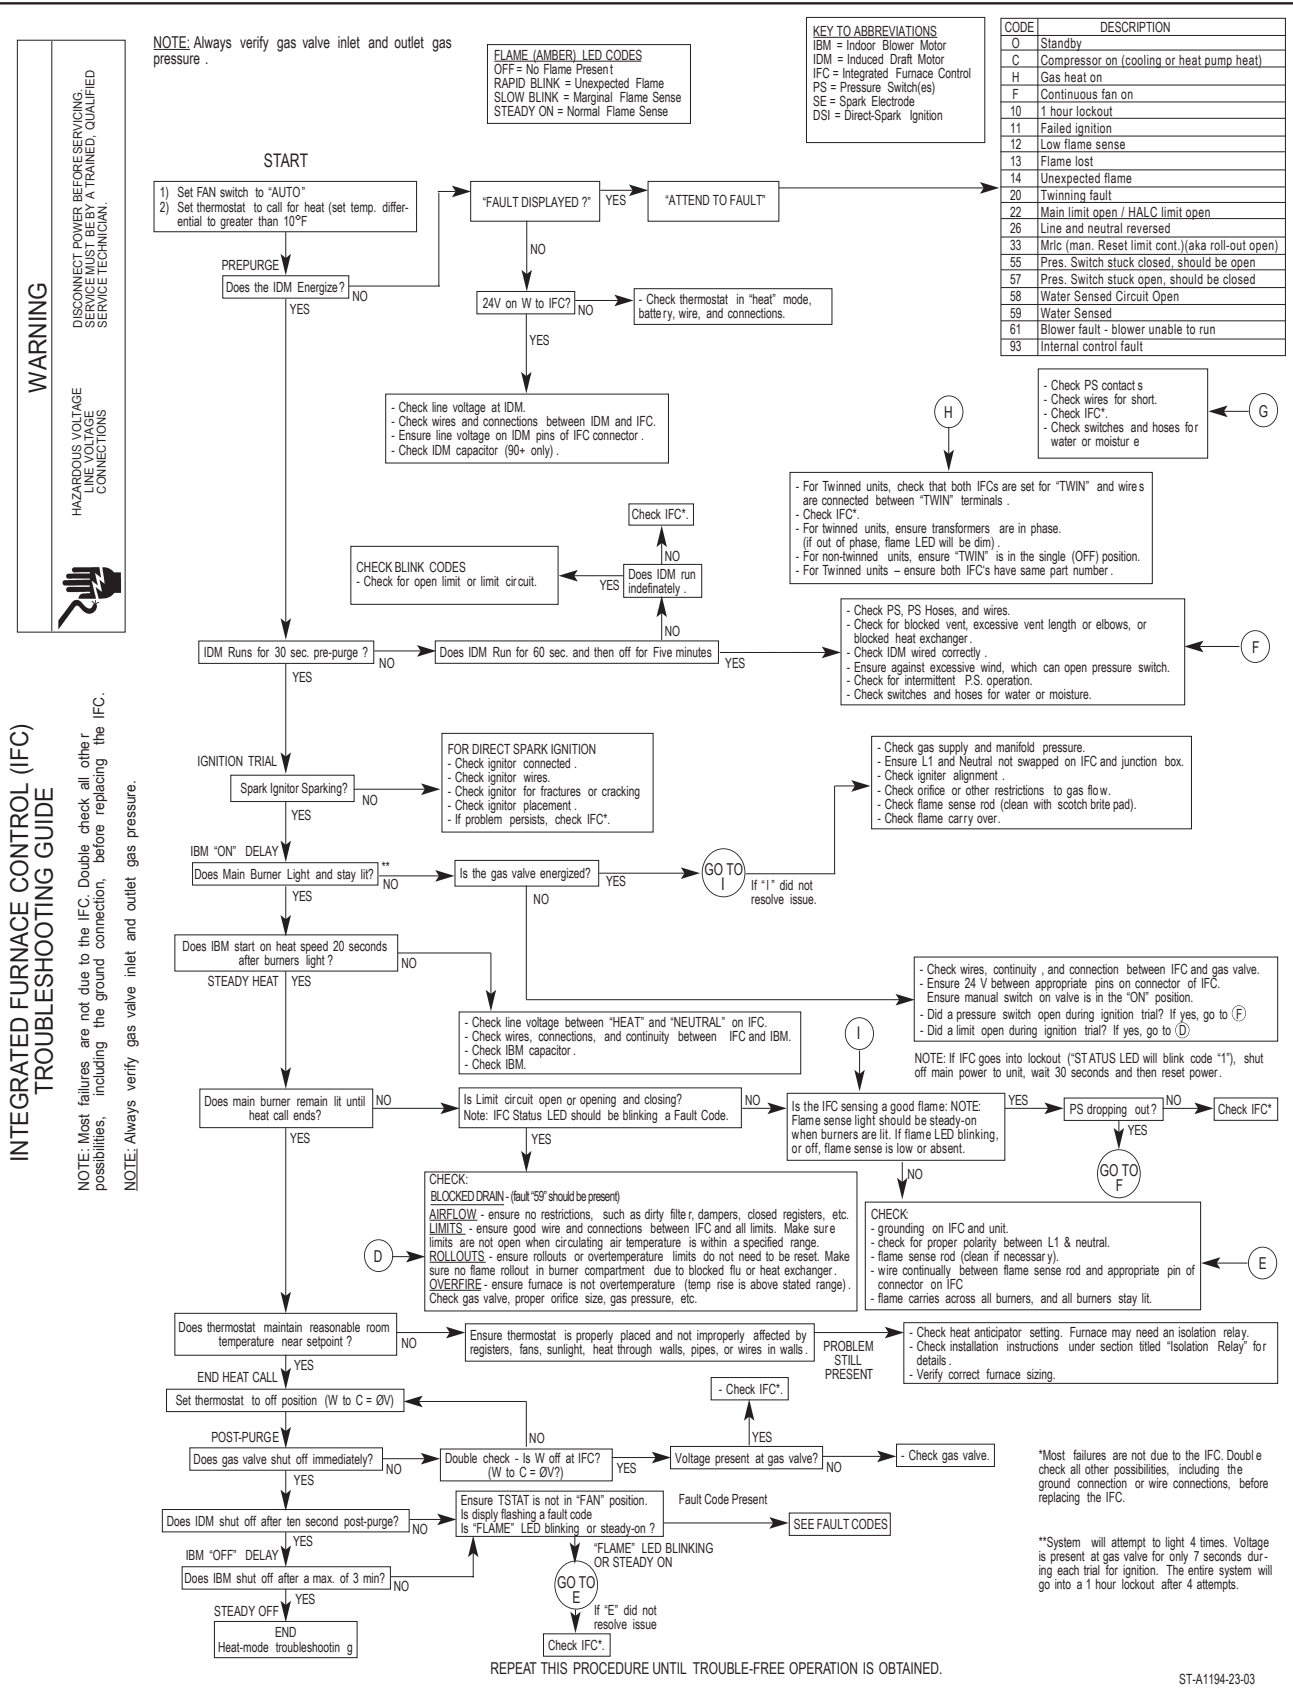 WARNING
HAZARDOUS VOLTAGE
LINE VOLTAGE
CONNECTIONS
DISCONNECT POWER BEFORE SERVICING.
SERVICE MUST BE BY A TRAINED, QUALIFIED
SERVICE TECHNICIAN.
INTEGRATED FURNACE CONTROL (IFC)
TROUBLESHOOTING GUIDE
NOTE: Most failures are not due to the IFC. Double check all other
possibilities, including the ground connection, before replacing the IFC.
NOTE: Always verify gas valve inlet and outlet gas pressure.
NOTE: Always verify gas valve inlet and outlet gas
pressure .
FLAME (AMBER) LED CODES
OFF = No Flame Present
RAPID BLINK = Unexpected Flame
SLOW BLINK = Marginal Flame Sense
STEADY ON = Normal Flame Sense
KEY TO ABBREVIATIONS
IBM = Indoor Blower Motor
IDM = Induced Draft Motor
IFC = Integrated Furnace Control
PS = Pressure Switch(es)
SE = Spark Electrode
DSI = Direct-Spark Ignition
CODE DESCRIPTION
O Standby
C Compressor on (cooling or heat pump heat)
H Gas heat on
F Continuous fan on
10 1 hour lockout
11 Failed ignition
12 Low flame sense
13 Flame lost
14 Unexpected flame
20 Twinning fault
22 Main limit open / HALC limit open
26 Line and neutral reversed
33 Mrlc (man. Reset limit cont.)(aka roll-out open)
55 Pres. Switch stuck closed, should be open
57 Pres. Switch stuck open, should be closed
58 Water Sensed Circuit Open
59 Water Sensed
61 Blower fault - blower unable to run
93 Internal control fault
START
1) Set FAN switch to “AUTO”
2) Set thermostat to call for heat (set temp. differ-
ential to greater than 10°F
“FAULT DISPLAYED ?”
YES
“ATTEND TO FAULT”
NO
PREPURGE
Does the IDM Energize?
NO
YES
24V on W to IFC?
NO
- Check thermostat in “heat” mode,
battery, wire, and connections.
YES
- Check line voltage at IDM.
- Check wires and connections between IDM and IFC.
- Ensure line voltage on IDM pins of IFC connector .
- Check IDM capacitor (90+ only) .
- Check PS contact s
- Check wires for short.
- Check IFC*.
- Check switches and hoses for
water or moistur e
G
H
- For Twinned units, check that both IFCs are set for “TWIN” and wires
are connected between “TWIN” terminals .
- Check IFC*.
- For twinned units, ensure transformers are in phase.
(if out of phase, flame LED will be dim) .
- For non-twinned units, ensure “TWIN” is in the single (OFF) position.
- For Twinned units – ensure both IFC's have same part number .
Check IFC*.
NO
CHECK BLINK CODES
- Check for open limit or limit circuit.
YES
Does IDM run
indefinately .
NO
IDM Runs for 30 sec. pre-purge ?
NO
Does IDM Run for 60 sec. and then off for Five minutes
YES
- Check PS, PS Hoses, and wires.
- Check for blocked vent, excessive vent length or elbows, or
blocked heat exchanger .
- Check IDM wired correctly .
- Ensure against excessive wind, which can open pressure switch.
- Check for intermittent P.S. operation.
- Check switches and hoses for water or moisture.
F
YES
IGNITION TRIAL
Spark Ignitor Sparking?
NO
YES
FOR DIRECT SPARK IGNITION
- Check ignitor connected .
- Check ignitor wires.
- Check ignitor for fractures or cracking
- Check ignitor placement .
- If problem persists, check IFC*.
- Check gas supply and manifold pressure.
- Ensure L1 and Neutral not swapped on IFC and junction box.
- Check igniter alignment .
- Check orifice or other restrictions to gas flow.
- Check flame sense rod (clean with scotch brite pad).
- Check flame carry over.
IBM “ON” DELAY
Does Main Burner Light and stay lit?
**
NO
YES
Is the gas valve energized?
YES
NO
GO TO
I
If “I” did not
resolve issue.
Does IBM start on heat speed 20 seconds
after burners light ?
NO
STEADY HEAT
YES
- Check line voltage between “HEAT” and “NEUTRAL” on IFC.
- Check wires, connections, and continuity between IFC and IBM.
- Check IBM capacitor .
- Check IBM.
- Check wires, continuity , and connection between IFC and gas valve.
- Ensure 24 V between appropriate pins on connector of IFC.
Ensure manual switch on valve is in the “ON” position.
- Did a pressure switch open during ignition trial? If yes, go to F
- Did a limit open during ignition trial? If yes, go to D
NOTE: If IFC goes into lockout (“STATUS LED will blink code “1”), shut
off main power to unit, wait 30 seconds and then reset power.
I
Does main burner remain lit until
heat call ends?
NO
YES
Is Limit circuit open or opening and closing?
Note: IFC Status LED should be blinking a Fault Code.
NO
YES
Is the IFC sensing a good flame: NOTE:
Flame sense light should be steady-on
when burners are lit. If flame LED blinking,
or off, flame sense is low or absent.
YES
NO
PS dropping out?
NO
Check IFC*
YES
GO TO
F
CHECK:
BLOCKED DRAIN - (fault “59” should be present)
AIRFLOW - ensure no restrictions, such as dirty filter, dampers, closed registers, etc.
LIMITS - ensure good wire and connections between IFC and all limits. Make sure
limits are not open when circulating air temperature is within a specified range.
ROLLOUTS - ensure rollouts or overtemperature limits do not need to be reset. Make
sure no flame rollout in burner compartment due to blocked flu or heat exchanger .
OVERFIRE - ensure furnace is not overtemperature (temp rise is above stated range) .
Check gas valve, proper orifice size, gas pressure, etc.
D
CHECK:
- grounding on IFC and unit.
- check for proper polarity between L1 & neutral.
- flame sense rod (clean if necessary).
- wire continually between flame sense rod and appropriate pin of
connector on IFC
- flame carries across all burners, and all burners stay lit.
E
Does thermostat maintain reasonable room
temperature near setpoint ?
NO
YES
Ensure thermostat is properly placed and not improperly affected by
registers, fans, sunlight, heat through walls, pipes, or wires in walls .
PROBLEM
STILL
PRESENT
- Check heat anticipator setting. Furnace may need an isolation relay.
- Check installation instructions under section titled “Isolation Relay” for
details .
- Verify correct furnace sizing.
END HEAT CALL
Set thermostat to off position (W to C = ØV)
- Check IFC*.
POST-PURGE
NO
YES
Does gas valve shut off immediately?
NO
YES
Double check - Is W off at IFC?
(W to C = ØV?)
YES
Voltage present at gas valve?
NO
- Check gas valve.
Does IDM shut off after ten second post-purge?
NO
YES
Ensure TSTAT is not in “FAN” position.
Is disply flashing a fault code
Is “FLAME” LED blinking or steady-on ?
Fault Code Present
SEE FAULT CODES
IBM “OFF” DELAY
Does IBM shut off after a max. of 3 min?
NO
YES
“FLAME” LED BLINKING
OR STEADY ON
GO TO
E
If “E” did not
resolve issue
Check IFC*.
STEADY OFF
END
Heat-mode troubleshootin g
*Most failures are not due to the IFC. Double
check all other possibilities, including the
ground connection or wire connections, before
replacing the IFC.
**System will attempt to light 4 times. Voltage
is present at gas valve for only 7 seconds dur-
ing each trial for ignition. The entire system will
go into a 1 hour lockout after 4 attempts.
REPEAT THIS PROCEDURE UNTIL TROUBLE-FREE OPERATION IS OBTAINED.
ST-A1194-23-03